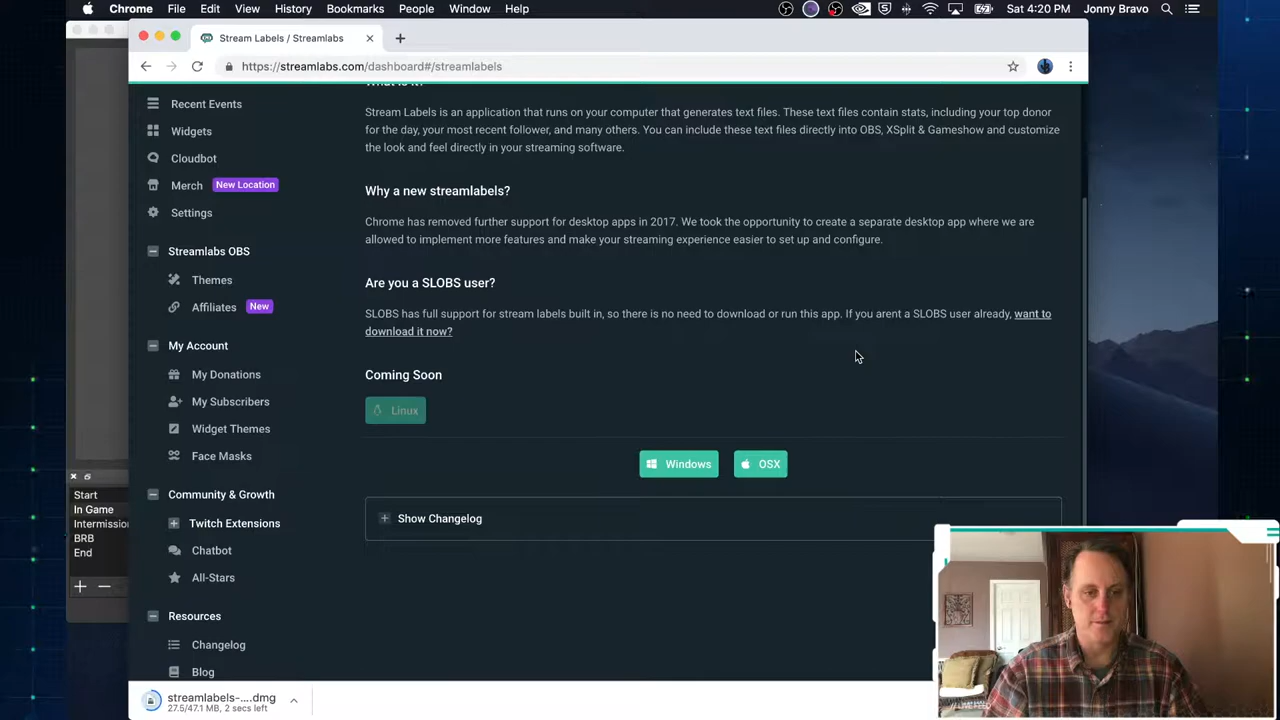 Chrome File Edit View History Bookmarks People Window Help
Sat 4:20 PM Jonny Bravo
Stream Labels / Streamlabs
https://streamlabs.com/dashboard#/streamlabels
Recent Events
Widgets
Cloudbot
Merch New Location
Settings
Streamlabs OBS
Themes
Affiliates New
My Account
My Donations
My Subscribers
Widget Themes
Face Masks
Community & Growth
Twitch Extensions
Chatbot
All-Stars
Resources
Changelog
Blog
Stream Labels is an application that runs on your computer that generates text files. These text files contain stats, including your top donor
for the day, your most recent follower, and many others. You can include these text files directly into OBS, XSplit & Gameshow and customize
the look and feel directly in your streaming software.
Why a new streamlabels?
Chrome has removed further support for desktop apps in 2017. We took the opportunity to create a separate desktop app where we are
allowed to implement more features and make your streaming experience easier to set up and configure.
Are you a SLOBS user?
SLOBS has full support for stream labels built in, so there is no need to download or run this app. If you arent a SLOBS user already, want to
download it now?
Coming Soon
Linux
Windows OSX
Show Changelog
Start
In Game
Intermission
BRB
End
streamlabels-....dmg
27.5/47.1 MB, 2 secs left